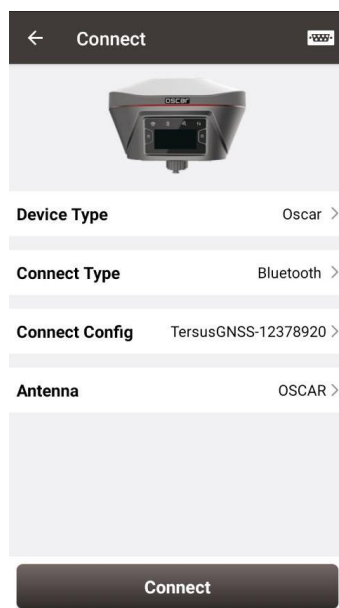 Connect
OSCAR
Device Type Oscar
Connect Type Bluetooth
Connect Config TersusGNSS-12378920
Antenna OSCAR
Connect